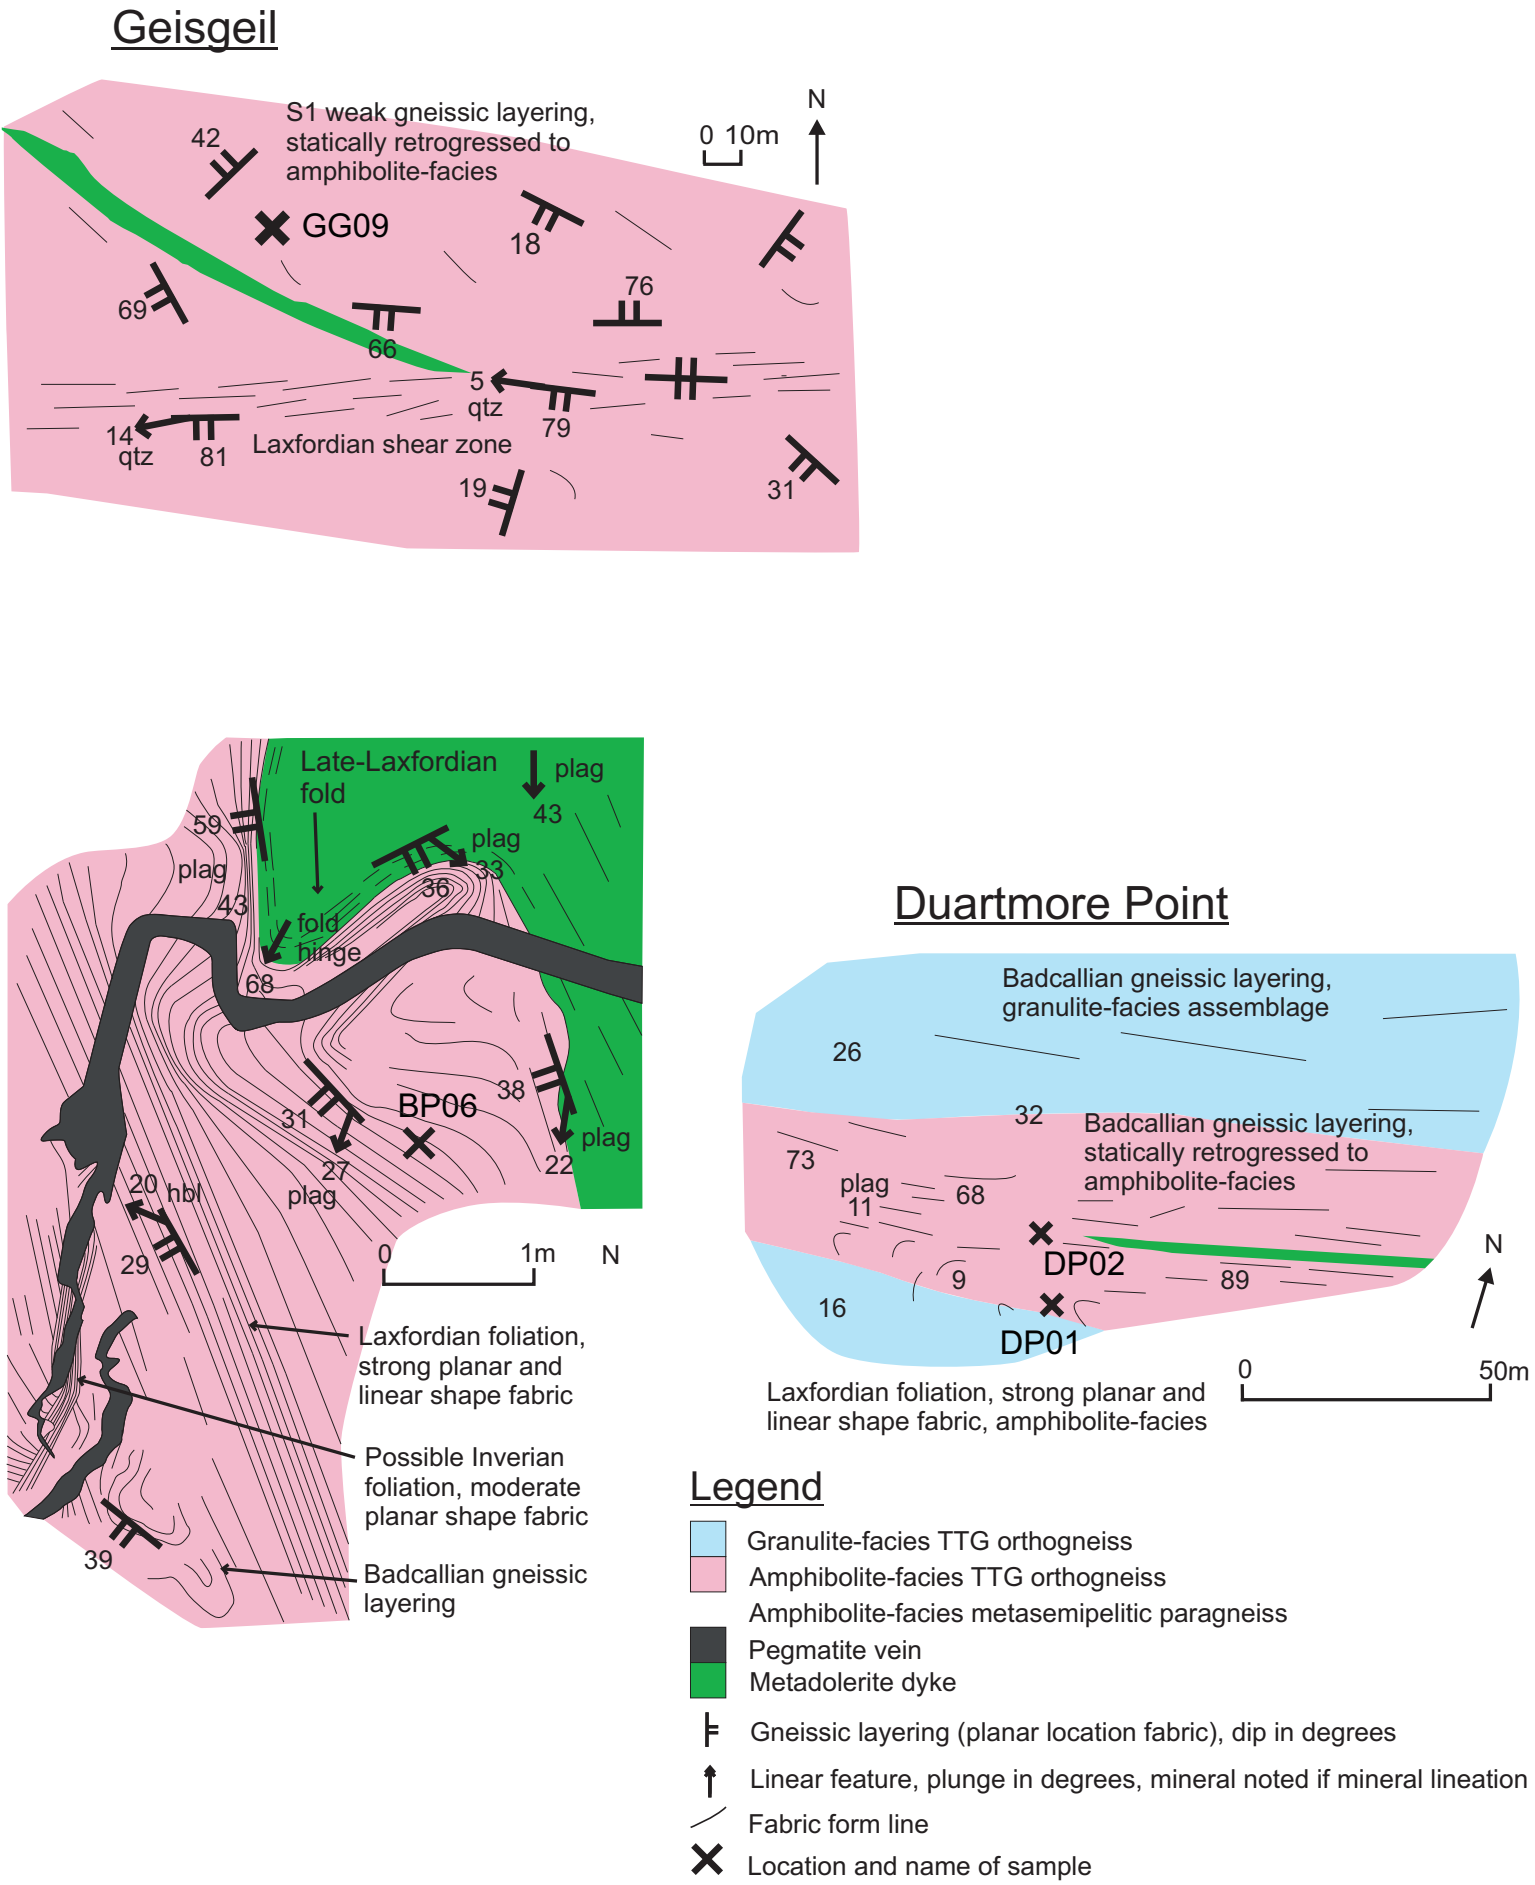 Geisgeil
S1 weak gneissic layering,
statically retrogressed to
amphibolite-facies
N
0 10m
42
GG09
18
69
76
66
5
qtz
79
14
qtz
81
Laxfordian shear zone
19
31
Late-Laxfordian
fold
plag
43
59
plag
33
plag
36
43
fold
hinge
68
38
BP06
31
plag
27
22
plag
20 hbl
29
0
1m
N
Laxfordian foliation,
strong planar and
linear shape fabric
Possible Inverian
foliation, moderate
planar shape fabric
39
Badcallian gneissic
layering
Duartmore Point
Badcallian gneissic layering,
granulite-facies assemblage
26
32
Badcallian gneissic layering,
statically retrogressed to
amphibolite-facies
73
plag
11
68
N
DP02
9
89
16
DP01
0
50m
Laxfordian foliation, strong planar and
linear shape fabric, amphibolite-facies
Legend
Granulite-facies TTG orthogneiss
Amphibolite-facies TTG orthogneiss
Amphibolite-facies metasemipelitic paragneiss
Pegmatite vein
Metadolerite dyke
Gneissic layering (planar location fabric), dip in degrees
Linear feature, plunge in degrees, mineral noted if mineral lineation
Fabric form line
Location and name of sample